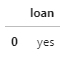 loan
0 yes